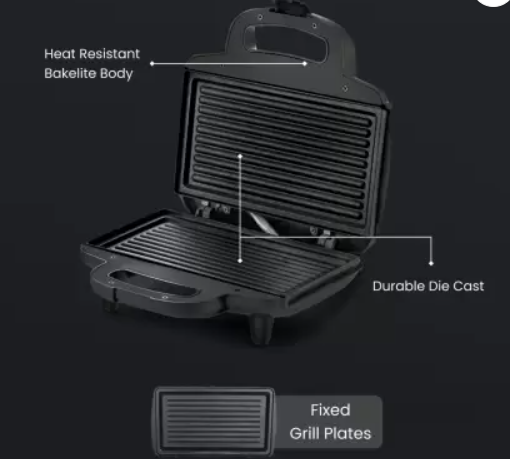 Heat Resistant
Bakelite Body
Durable Die Cast
Fixed
Grill Plates